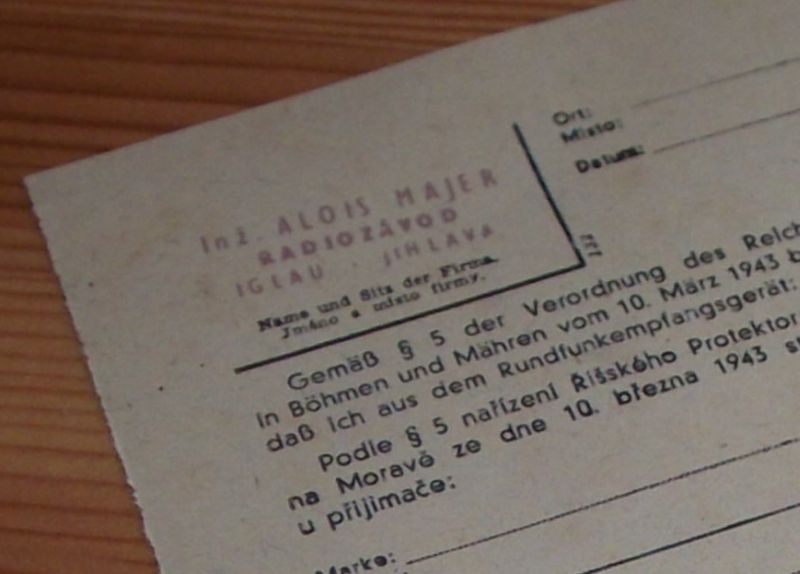 Ort:
Místo:
Datum:
Inž. ALOIS MAJER
RADIOZÁVOD
IGLAU - JIHLAVA
Name und Sitz der Firma.
Jméno a místo firmy.
Gemäß § 5 der Verordnung des Reich
in Böhmen und Mähren vom 10. März 1943 b
daß ich aus dem Rundfunkempfangsgerät:
Podle § 5 nařízení Říšského Protektor
na Moravě ze dne 10. března 1943 s
u přijimače:
Marke: